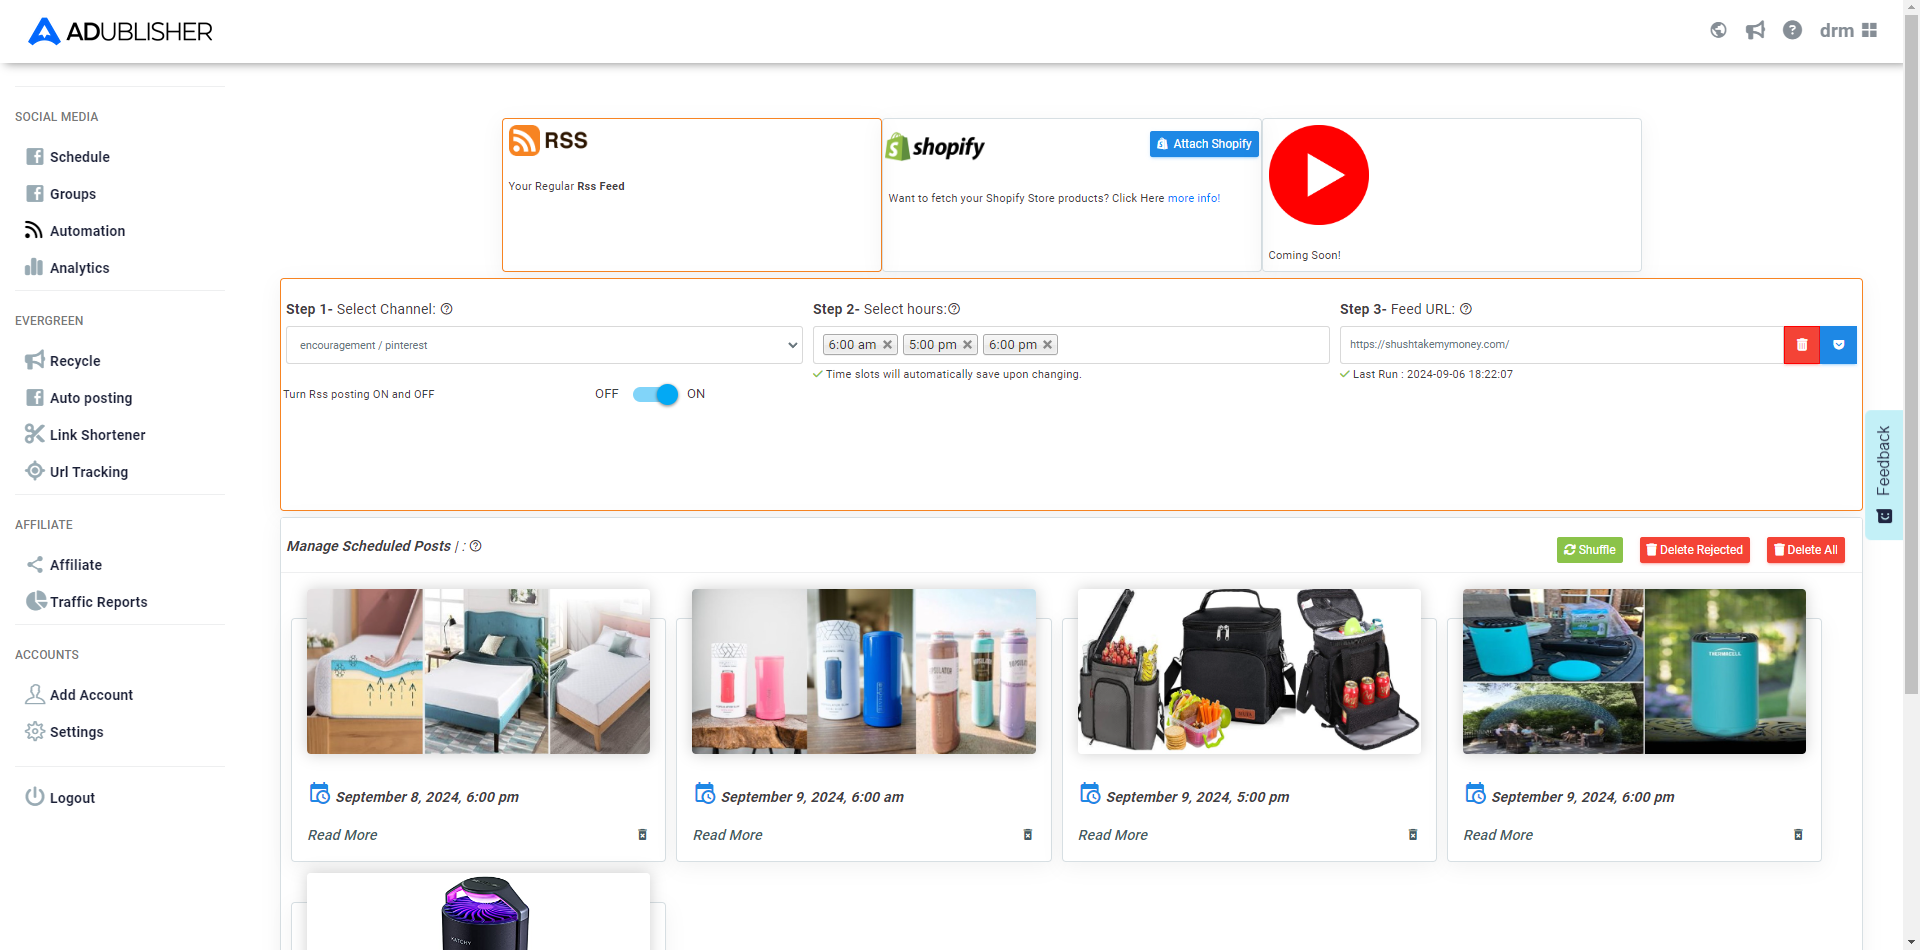 ADUBLISHER
drm
SOCIAL MEDIA
Schedule
Groups
Automation
Analytics
EVERGREEN
Recycle
Auto posting
Link Shortener
Url Tracking
AFFILIATE
Affiliate
Traffic Reports
ACCOUNTS
Add Account
Settings
Logout
RSS
Your Regular Rss Feed
shopify
Attach Shopify
Want to fetch your Shopify Store products? Click Here more info!
Coming Soon!
Step 1- Select Channel:
encouragement / pinterest
Turn Rss posting ON and OFF
OFF
ON
Step 2- Select hours:
6:00 am
5:00 pm
6:00 pm
Time slots will automatically save upon changing.
Step 3- Feed URL:
https://shushtakemymoney.com/
Last Run : 2024-09-06 18:22:07
Feedback
Manage Scheduled Posts | :
Shuffle
Delete Rejected
Delete All
THERMACELL
September 8, 2024, 6:00 pm
Read More
September 9, 2024, 6:00 am
Read More
September 9, 2024, 5:00 pm
Read More
September 9, 2024, 6:00 pm
Read More
KATCHY